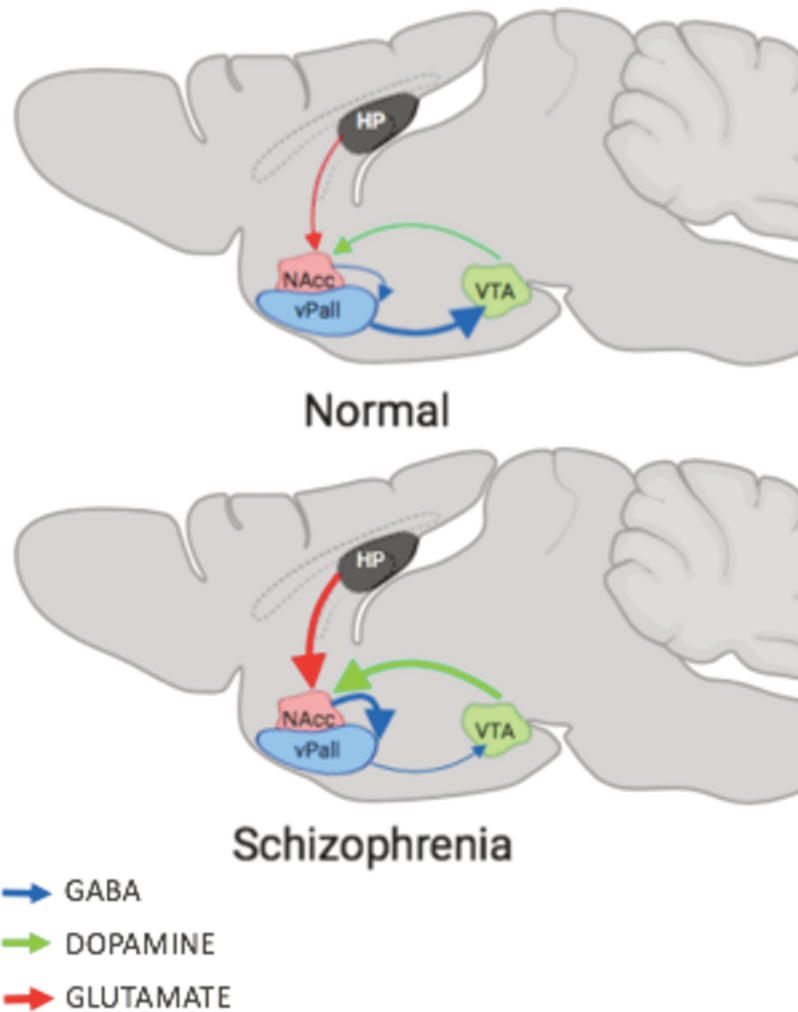 HP
NAcc
vPall
VTA
Normal
HP
NAcc
vPall
VTA
Schizophrenia
GABA
DOPAMINE
GLUTAMATE